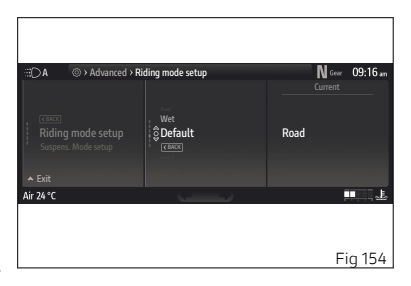 A Advanced › Riding mode setup N Gear 09:16 am
Current
< BACK
Riding mode setup
Suspens. Mode setup
Wet
Default
< BACK
Road
Exit
Air 24 °C
Fig 154